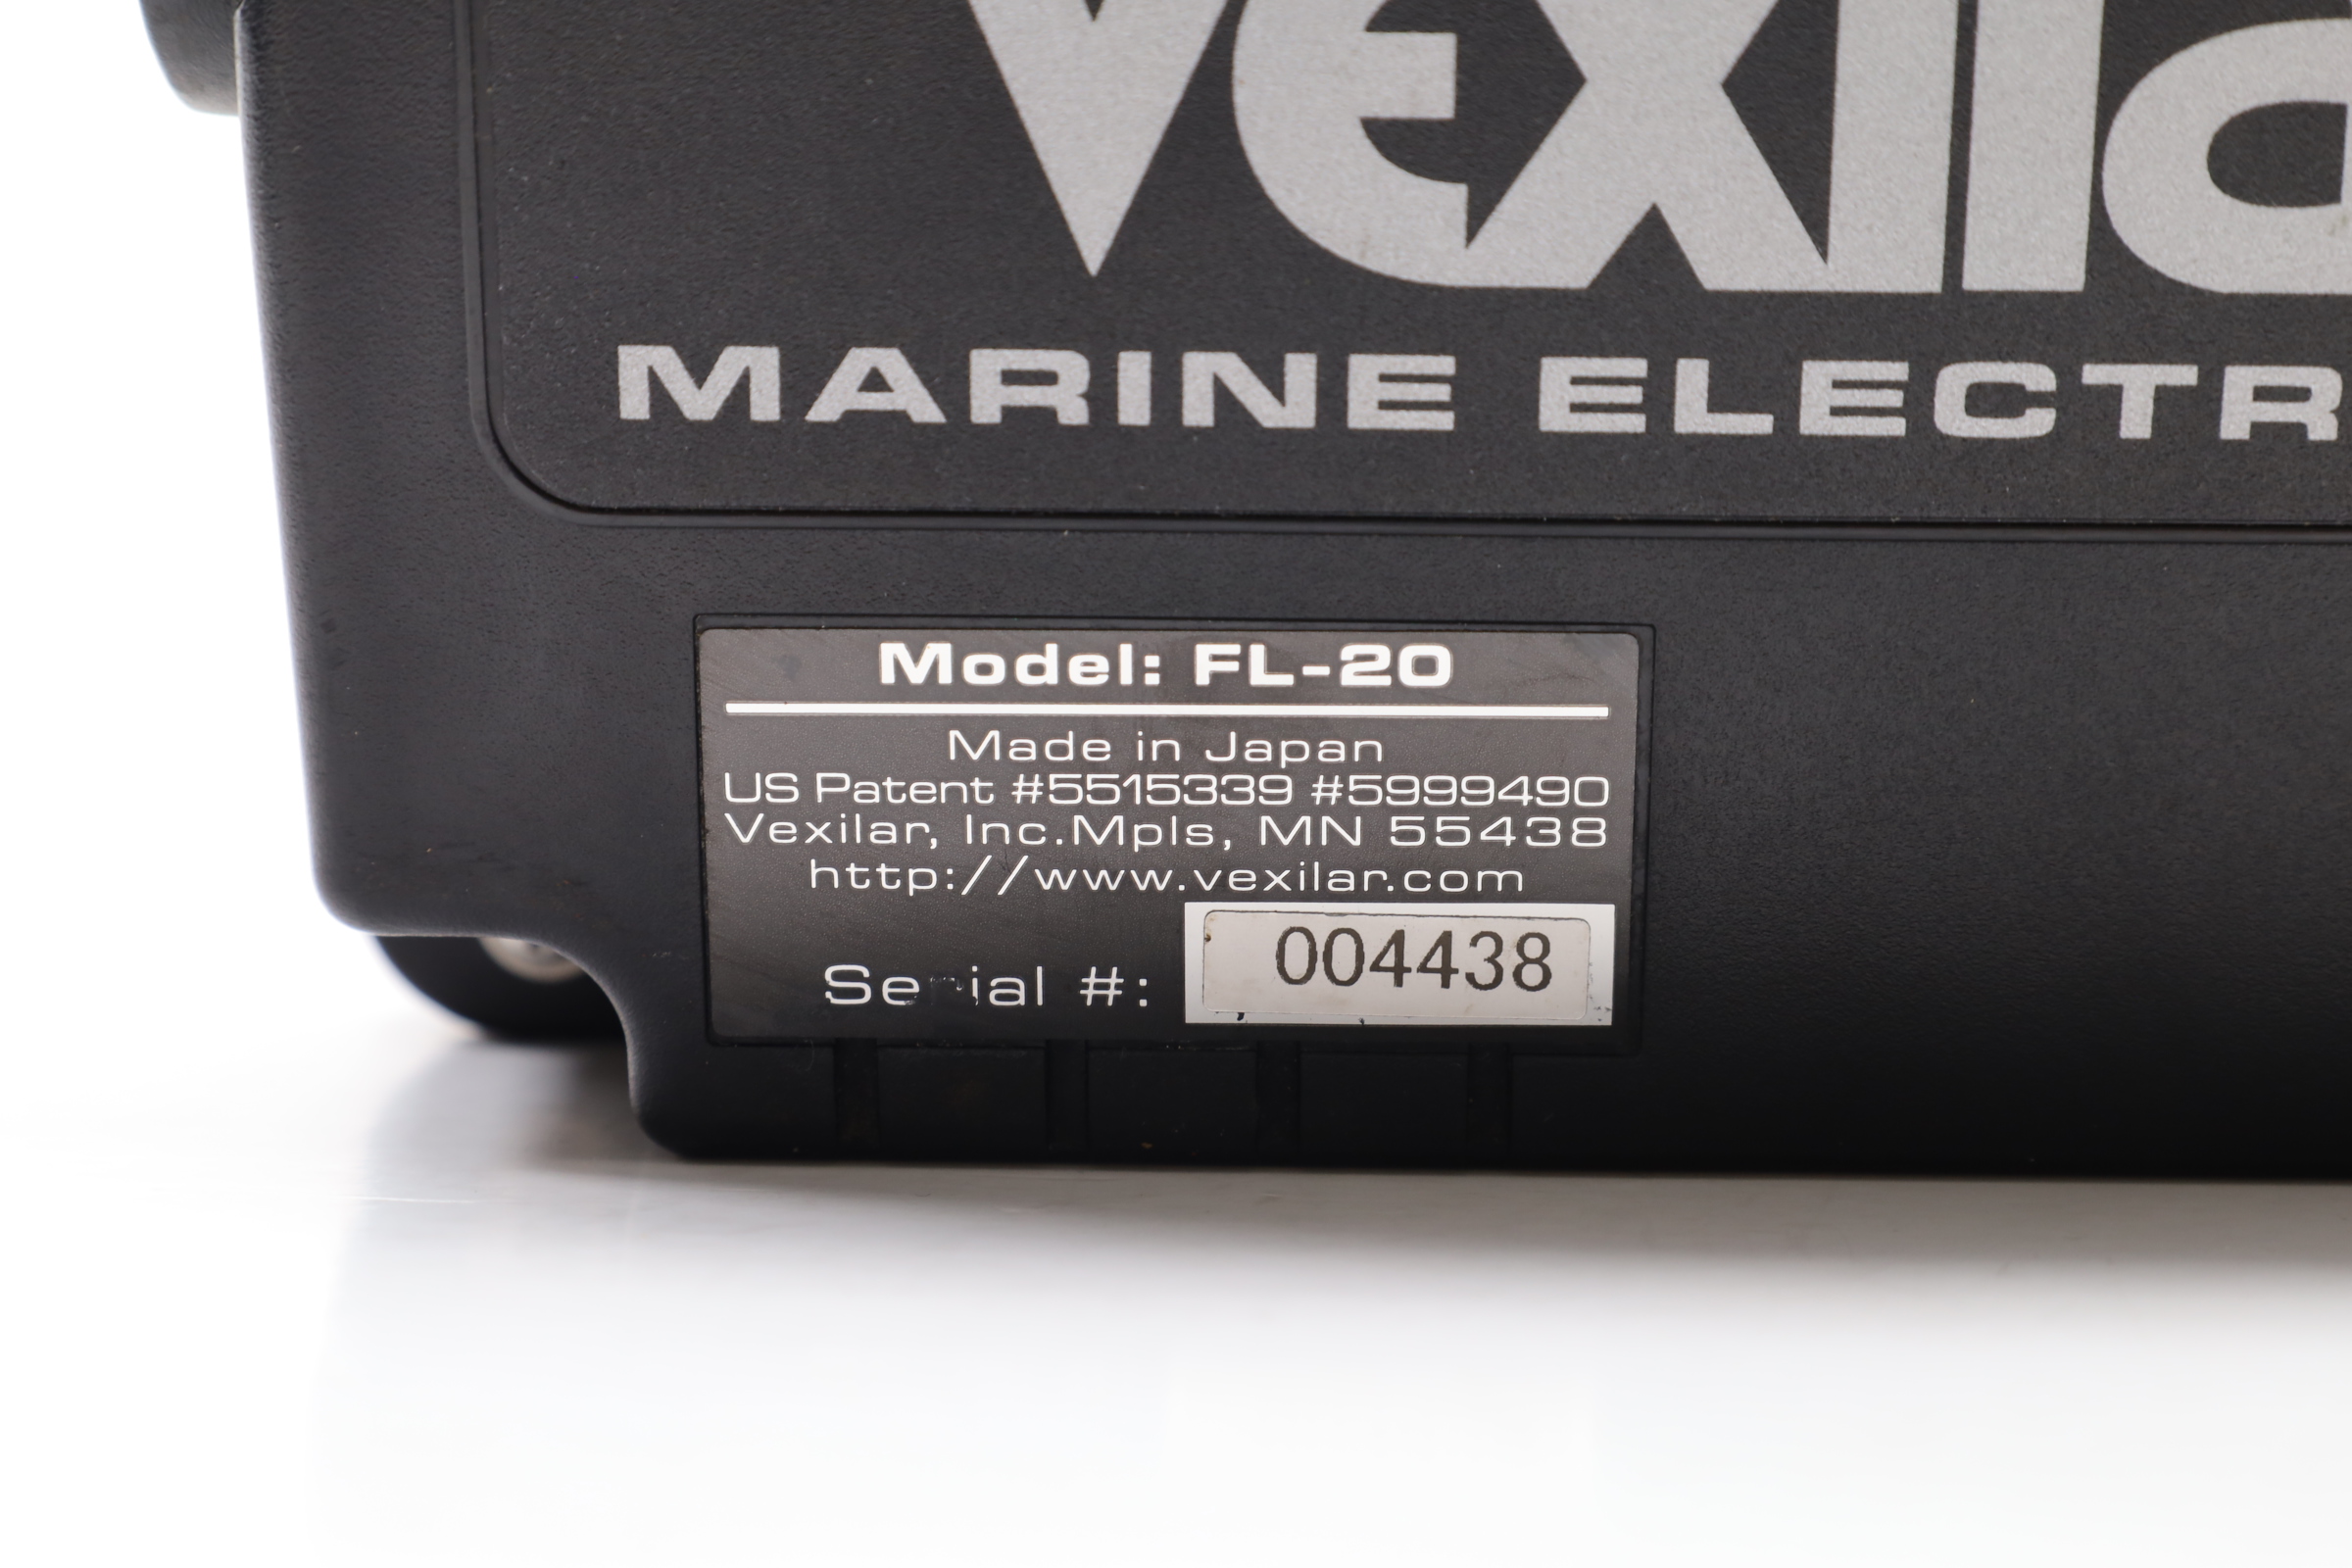 vexila
MARINE ELECTR
Model: FL-20
Made in Japan
US Patent #5515339 #5999490
Vexilar, Inc.Mpls, MN 55438
http://www.vexilar.com
Serial #: 004438